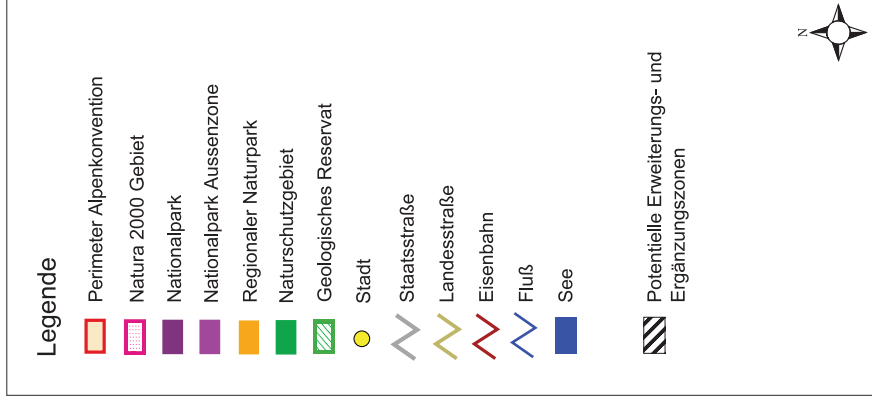 Legende
Perimeter Alpenkonvention
Natura 2000 Gebiet
Nationalpark
Nationalpark Aussenzone
Regionaler Naturpark
Naturschutzgebiet
Geologisches Reservat
Stadt
Staatsstraße
Landesstraße
Eisenbahn
Fluß
See
Potentielle Erweiterungs- und
Ergänzungszonen
N